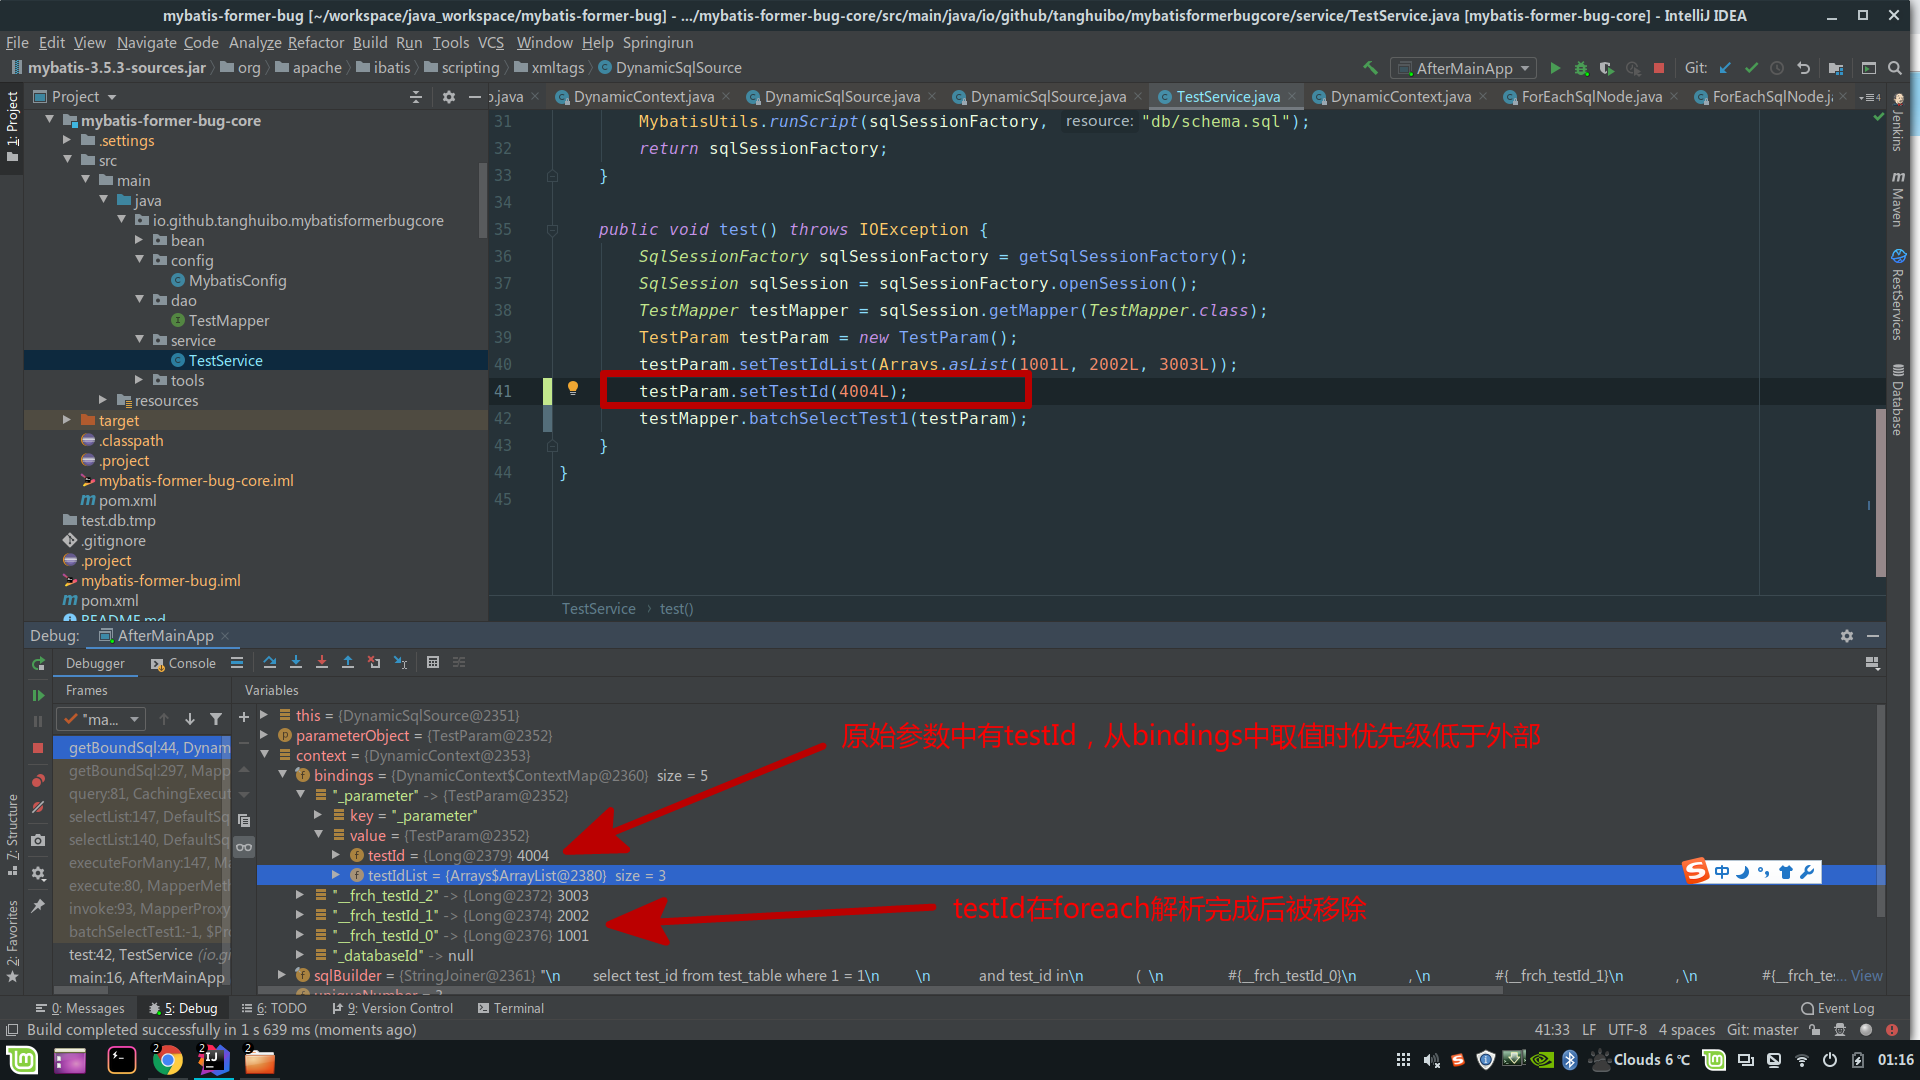 mybatis-former-bug [~/workspace/java_workspace/mybatis-former-bug] - .../mybatis-former-bug-core/src/main/java/io/github/tanghuibo/mybatisformerbugcore/service/TestService.java [mybatis-former-bug-core] - IntelliJ IDEA
File Edit View Navigate Code Analyze Refactor Build Run Tools VCS Window Help Springirun
mybatis-3.5.3-sources.jar org apache ibatis scripting xmltags DynamicSqlSource
AfterMainApp Git:
Project
.java DynamicContext.java DynamicSqlSource.java DynamicSqlSource.java TestService.java DynamicContext.java ForEachSqlNode.java ForEachSqlNode.j
1: Project
mybatis-former-bug-core
.settings
src
main
java
io.github.tanghuibo.mybatisformerbugcore
bean
config
MybatisConfig
dao
TestMapper
service
TestService
tools
resources
target
.classpath
.project
mybatis-former-bug-core.iml
pom.xml
test.db.tmp
.gitignore
.project
mybatis-former-bug.iml
pom.xml
README.md
31 MybatisUtils.runScript(sqlSessionFactory, resource: "db/schema.sql");
32 return sqlSessionFactory;
33 }
34
35 public void test() throws IOException {
36 SqlSessionFactory sqlSessionFactory = getSqlSessionFactory();
37 SqlSession sqlSession = sqlSessionFactory.openSession();
38 TestMapper testMapper = sqlSession.getMapper(TestMapper.class);
39 TestParam testParam = new TestParam();
40 testParam.setTestIdList(Arrays.asList(1001L, 2002L, 3003L));
41 testParam.setTestId(4004L);
42 testMapper.batchSelectTest1(testParam);
43 }
44 }
45
TestService › test()
Jenkins
Maven
RestServices
Database
Debug: AfterMainApp
Debugger Console
Frames Variables
"ma...
getBoundSql:44, Dynam
getBoundSql:297, Mapp
query:81, CachingExecut
selectList:147, DefaultSq
selectList:140, DefaultSq
executeForMany:147, M
execute:80, MapperMeth
invoke:93, MapperProxy
batchSelectTest1:-1, $Pr
test:42, TestService (io.g
main:16, AfterMainApp
this = {DynamicSqlSource@2351}
parameterObject = {TestParam@2352}
context = {DynamicContext@2353}
bindings = {DynamicContext$ContextMap@2360} size = 5
"_parameter" -> {TestParam@2352}
key = "_parameter"
value = {TestParam@2352}
testId = {Long@2379} 4004
testIdList = {Arrays$ArrayList@2380} size = 3
"__frch_testId_2" -> {Long@2372} 3003
"__frch_testId_1" -> {Long@2374} 2002
"__frch_testId_0" -> {Long@2376} 1001
"_databaseId" -> null
sqlBuilder = {StringJoiner@2361} "\n select test_id from test_table where 1 = 1\n \n and test_id in\n ( \n #{__frch_testId_0}\n , \n #{__frch_testId_1}\n , \n #{__frch_te:... View
uniqueNumber = 3
原始参数中有testId，从bindings中取值时优先级低于外部
testId在foreach解析完成后被移除
S 中
7: Structure
2: Favorites
0: Messages 5: Debug 6: TODO 9: Version Control Terminal Event Log
Build completed successfully in 1 s 639 ms (moments ago) 41:33 LF UTF-8 4 spaces Git: master
2 2 2 Clouds 6 ℃ 01:16